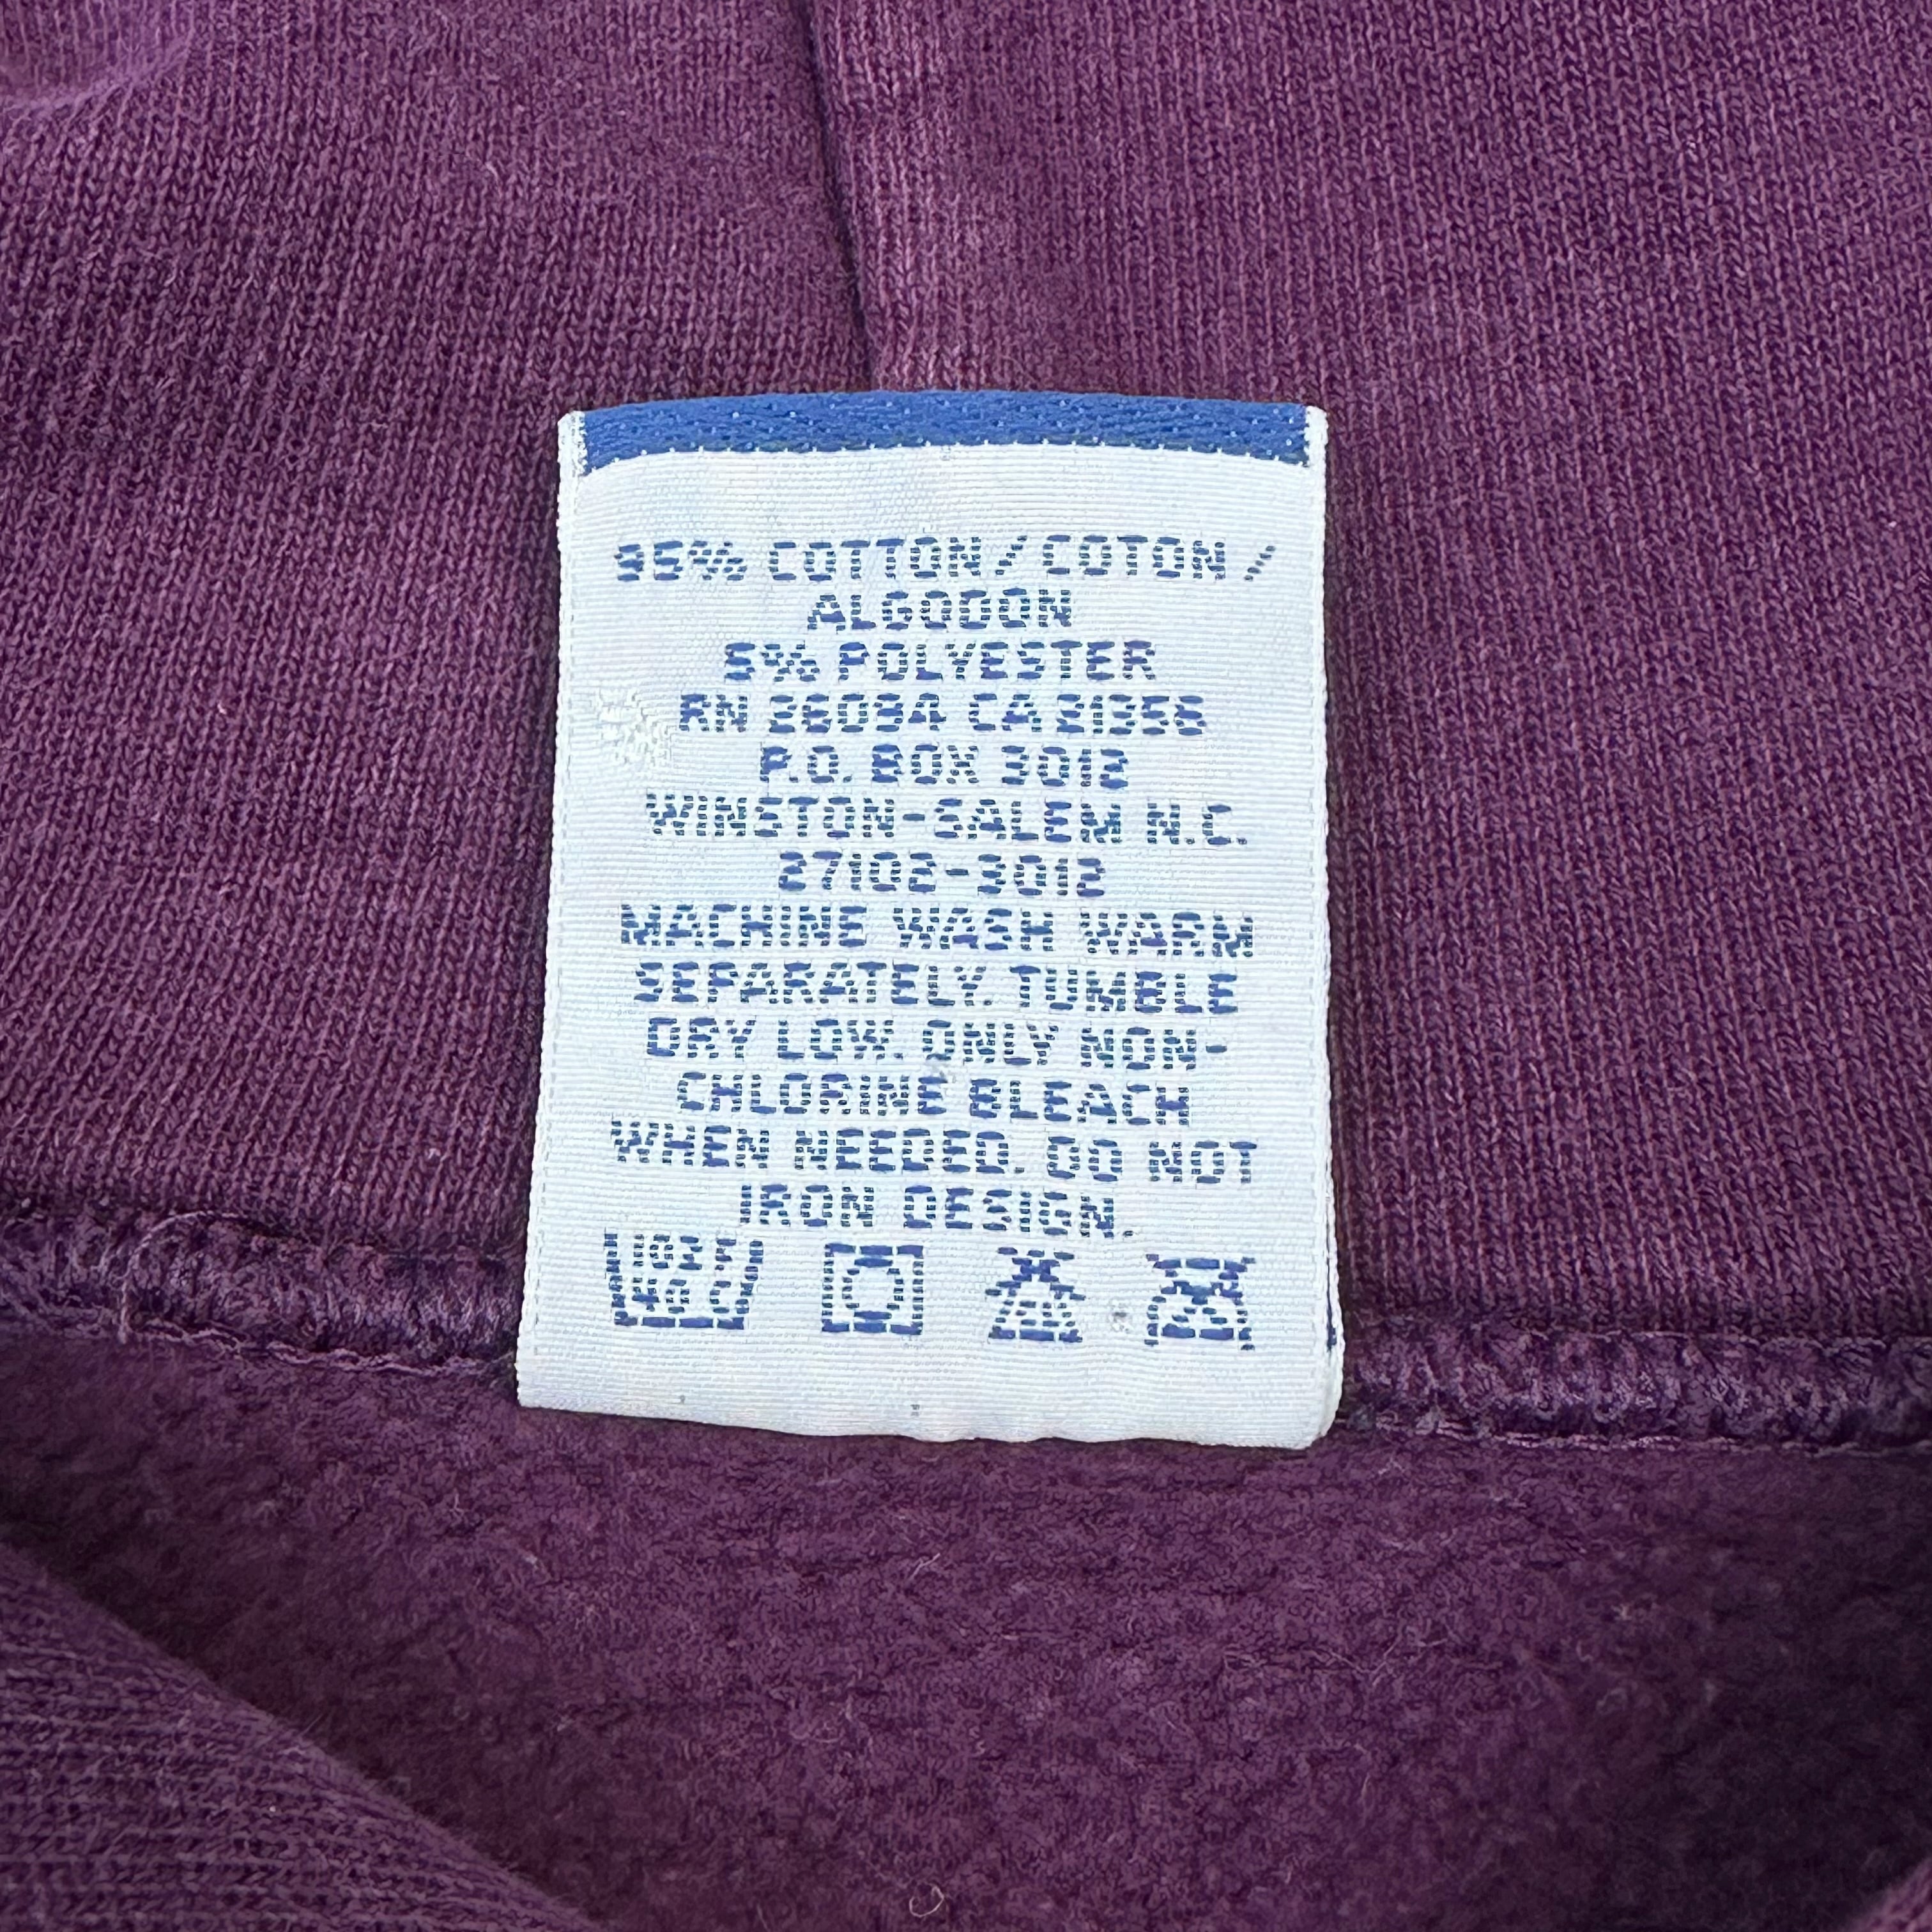 95% COTTON / COTON /
ALGODON
5% POLYESTER
RN 26094 CA 21356
P.O. BOX 3012
WINSTON-SALEM N.C.
27102-3012
MACHINE WASH WARM
SEPARATELY. TUMBLE
DRY LOW. ONLY NON-
CHLORINE BLEACH
WHEN NEEDED. DO NOT
IRON DESIGN.
102°F